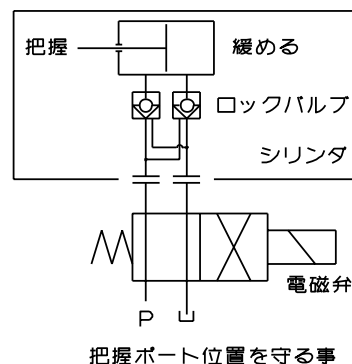 把握
緩める
ロックバルブ
シリンダ
電磁弁
P
把握ポート位置を守る事